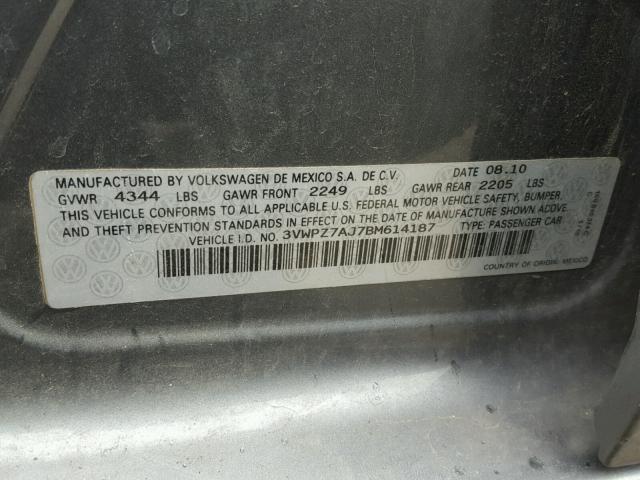 MANUFACTURED BY VOLKSWAGEN DE MEXICO S.A. DE C.V. DATE 08.10
GVWR 4344 LBS GAWR FRONT 2249 LBS GAWR REAR 2205 LBS
THIS VEHICLE CONFORMS TO ALL APPLICABLE U.S. FEDERAL MOTOR VEHICLE SAFETY, BUMPER
AND THEFT PREVENTION STANDARDS IN EFFECT ON THE DATE OF MANUFACTURE SHOWN ABOVE.
VEHICLE I.D. NO. 3VWPZ7AJ7BM614187 TYPE: PASSENGER CAR
COUNTRY OF ORIGIN: MEXICO